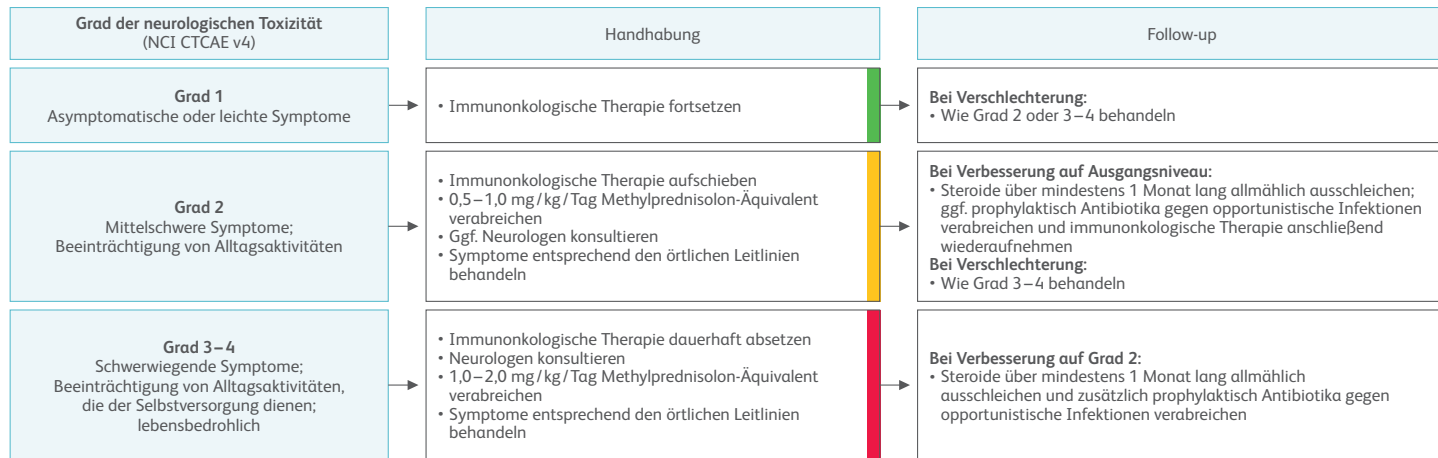 Grad der neurologischen Toxizität
(NCI CTCAE v4)
Handhabung
Follow-up
Grad 1
Asymptomatische oder leichte Symptome
• Immunonkologische Therapie fortsetzen
Bei Verschlechterung:
• Wie Grad 2 oder 3–4 behandeln
Grad 2
Mittelschwere Symptome;
Beeinträchtigung von Alltagsaktivitäten
• Immunonkologische Therapie aufschieben
• 0,5–1,0 mg/kg/Tag Methylprednisolon-Äquivalent
verabreichen
• Ggf. Neurologen konsultieren
• Symptome entsprechend den örtlichen Leitlinien
behandeln
Bei Verbesserung auf Ausgangsniveau:
• Steroide über mindestens 1 Monat lang allmählich ausschleichen;
ggf. prophylaktisch Antibiotika gegen opportunistische Infektionen
verabreichen und immunonkologische Therapie anschließend
wiederaufnehmen
Bei Verschlechterung:
• Wie Grad 3–4 behandeln
Grad 3–4
Schwerwiegende Symptome;
Beeinträchtigung von Alltagsaktivitäten,
die der Selbstversorgung dienen;
lebensbedrohlich
• Immunonkologische Therapie dauerhaft absetzen
• Neurologen konsultieren
• 1,0–2,0 mg/kg/Tag Methylprednisolon-Äquivalent
verabreichen
• Symptome entsprechend den örtlichen Leitlinien
behandeln
Bei Verbesserung auf Grad 2:
• Steroide über mindestens 1 Monat lang allmählich
ausschleichen und zusätzlich prophylaktisch Antibiotika gegen
opportunistische Infektionen verabreichen